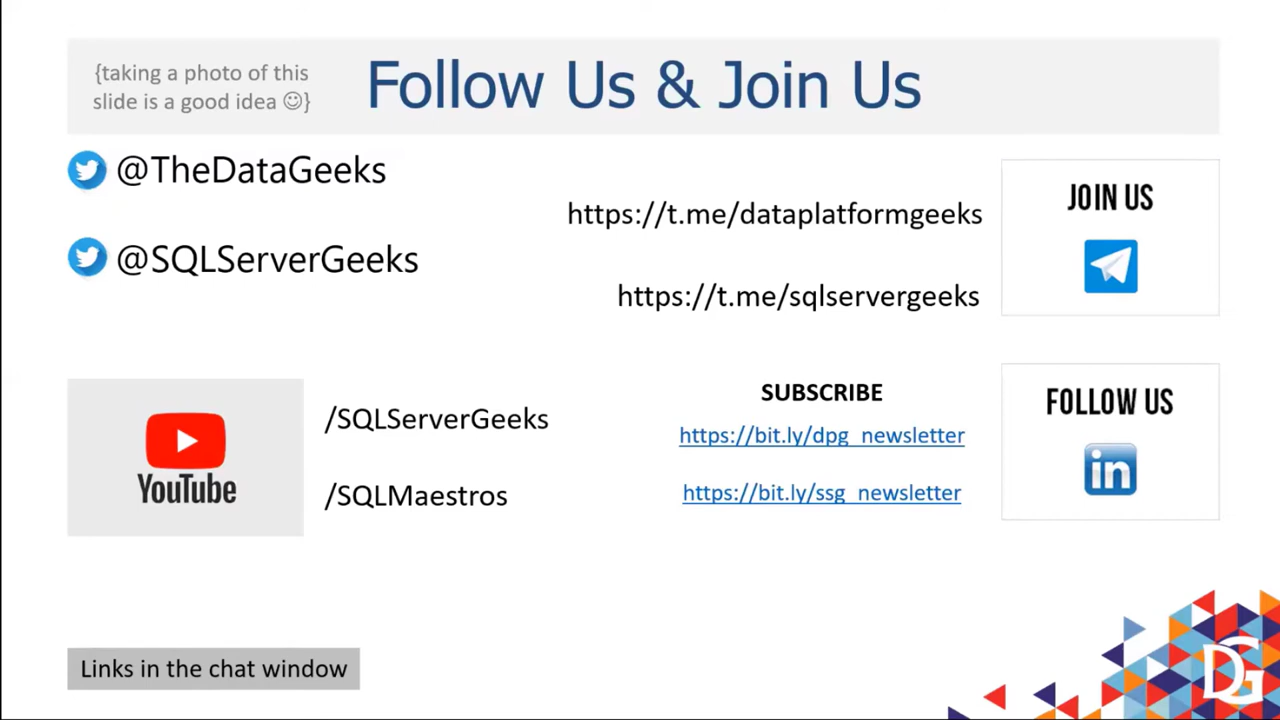 {taking a photo of this
slide is a good idea ☺}
Follow Us & Join Us
@TheDataGeeks
@SQLServerGeeks
https://t.me/dataplatformgeeks
https://t.me/sqlservergeeks
JOIN US
YouTube
/SQLServerGeeks
/SQLMaestros
SUBSCRIBE
https://bit.ly/dpg_newsletter
https://bit.ly/ssg_newsletter
FOLLOW US
in
Links in the chat window
DG